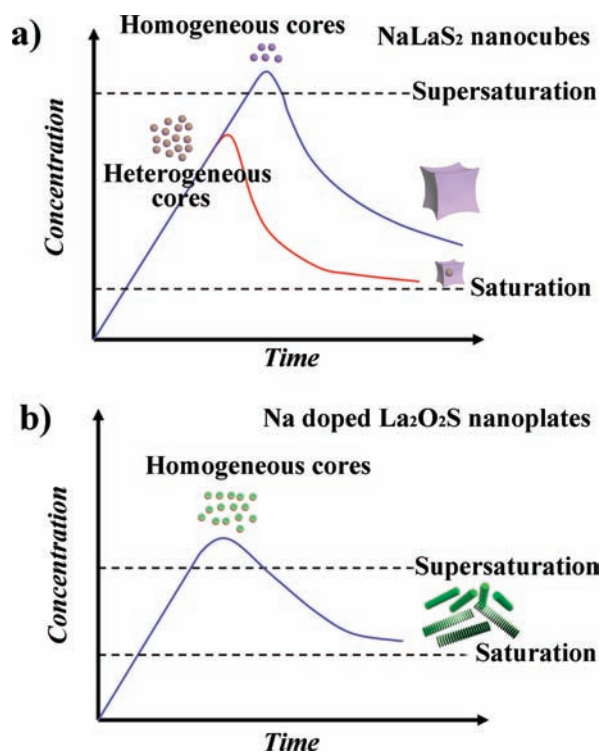 a)
Homogeneous cores
NaLaS₂ nanocubes
Supersaturation
Heterogeneous
cores
Concentration
Saturation
Time
b)
Na doped La₂O₂S nanoplates
Homogeneous cores
Concentration
Supersaturation
Saturation
Time